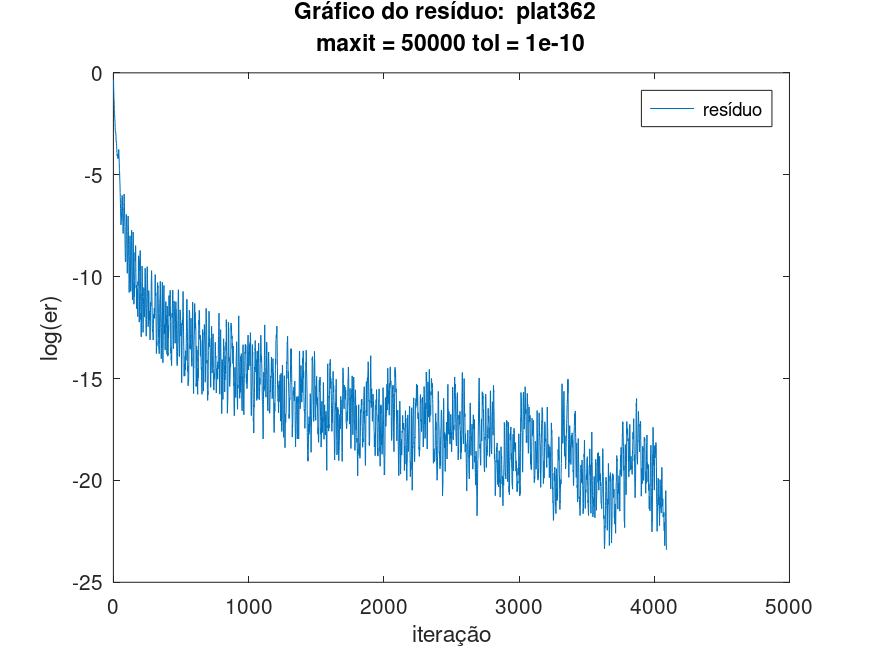 Gráfico do resíduo:  plat362
maxit = 50000 tol = 1e-10
resíduo
log(er)
0
-5
-10
-15
-20
-25
0 1000 2000 3000 4000 5000
iteração